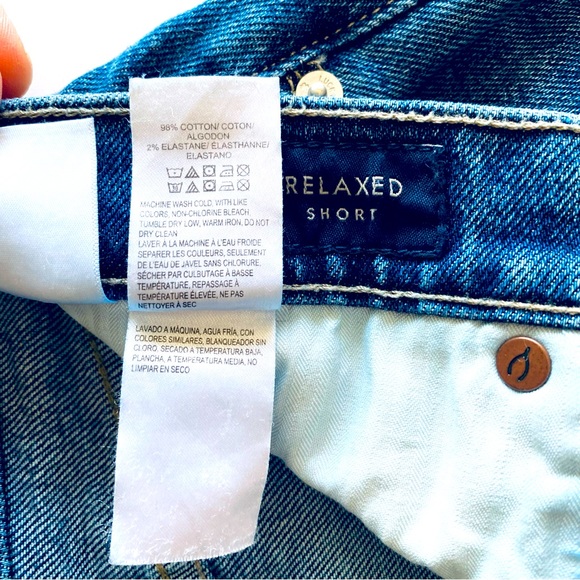 98% COTTON/ COTON/
ALGODON
2% ELASTANE/ ÉLASTHANNE/
ELASTANO
MACHINE WASH COLD, WITH LIKE
COLORS, NON-CHLORINE BLEACH,
TUMBLE DRY LOW, WARM IRON, DO NOT
DRY CLEAN
LAVER À LA MACHINE À L'EAU FROIDE
SEPARER LES COULEURS, SEULEMENT
DE L'EAU DE JAVEL SANS CHLORURE.
SÉCHER PAR CULBUTAGE À BASSE
TEMPÉRATURE, REPASSAGE À
TEMPÉRATURE ÉLEVÉE, NE PAS
NETTOYER À SEC
LAVADO A MÁQUINA, AGUA FRÍA, CON
COLORES SIMILARES, BLANQUEADOR SIN
CLORO, SECADO A TEMPERATURA BAJA,
PLANCHA, A TEMPERATURA MEDIA, NO
LIMPIAR EN SECO
RELAXED
SHORT